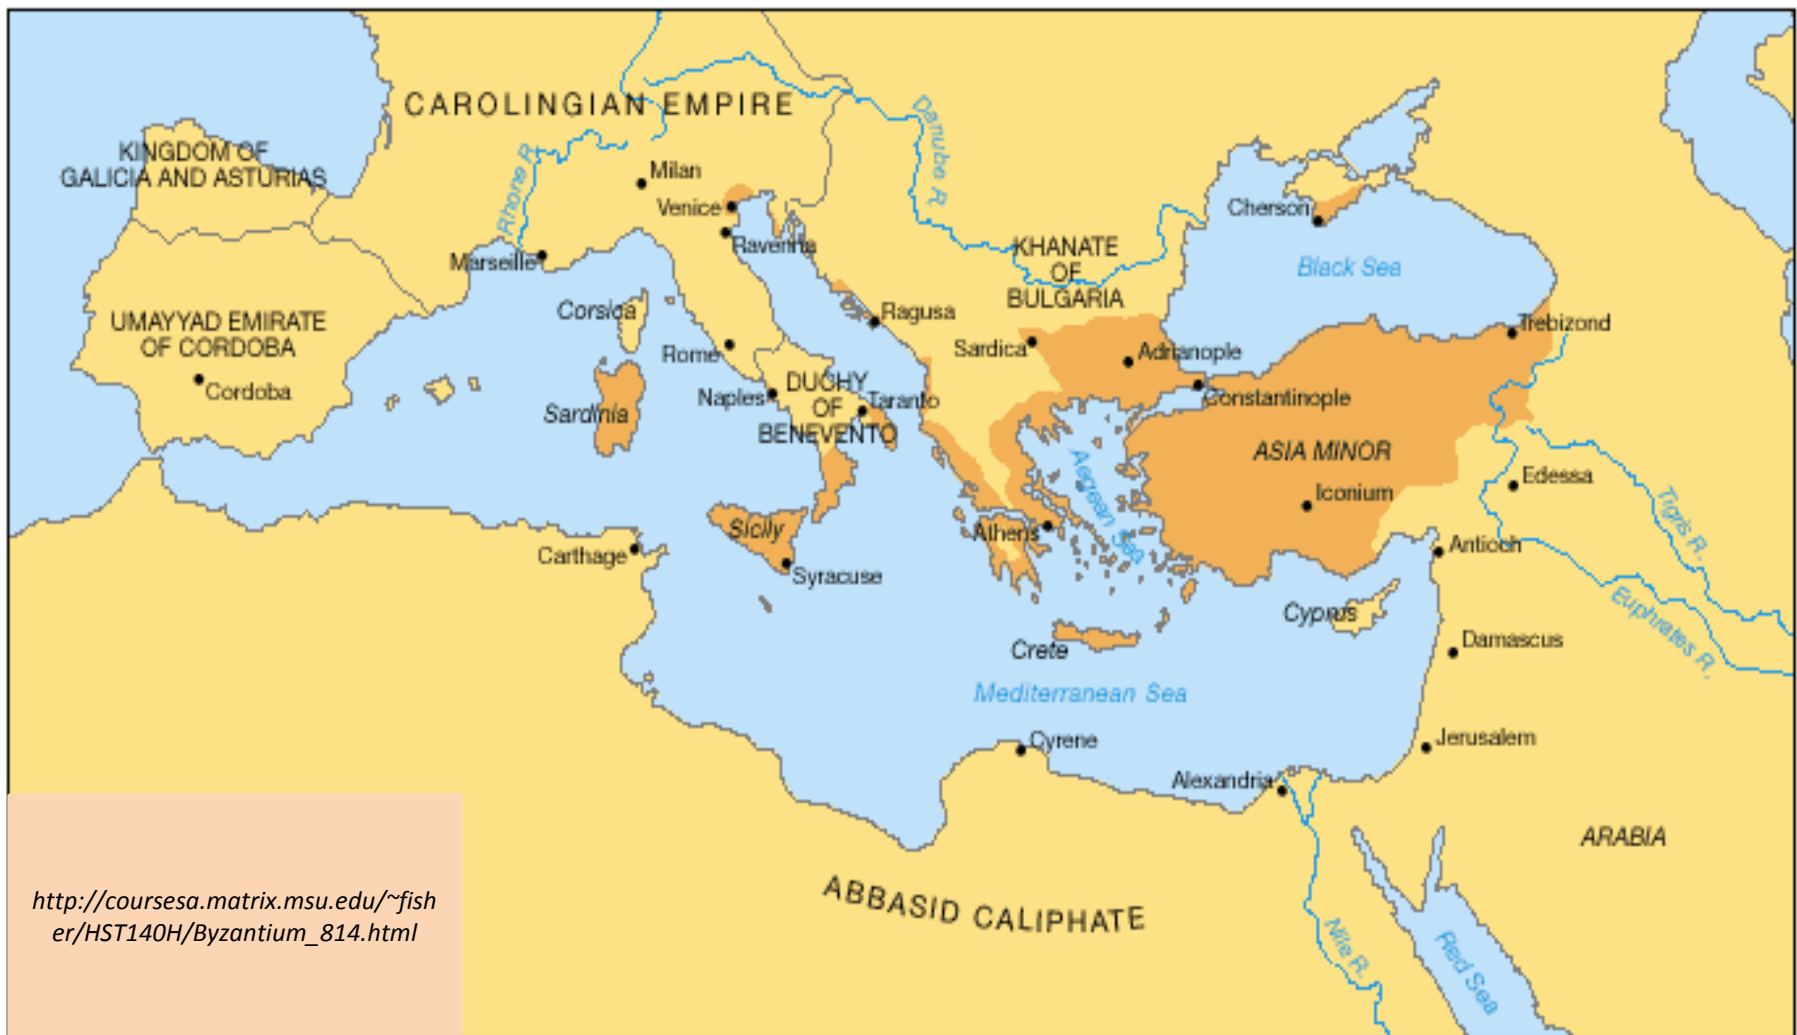 CAROLINGIAN EMPIRE
Danube R.
KINGDOM OF
GALICIA AND ASTURIAS
Rhone R.
Milan
Venice
Ravenna
Marseille
Cherson
Black Sea
KHANATE
OF
BULGARIA
UMAYYAD EMIRATE
OF CORDOBA
Cordoba
Corsica
Ragusa
Rome
Sardica
Adrianople
Trebizond
Naples
DUCHY
OF
BENEVENTO
Taranto
Constantinople
Sardinia
ASIA MINOR
Aegean Sea
Iconium
Edessa
Tigris R.
Sicily
Athens
Carthage
Syracuse
Antioch
Euphrates R.
Cyprus
Crete
Damascus
Mediterranean Sea
Cyrene
Jerusalem
Alexandria
ARABIA
ABBASID CALIPHATE
Nile R.
Red Sea
http://coursesa.matrix.msu.edu/~fish
er/HST140H/Byzantium_814.html